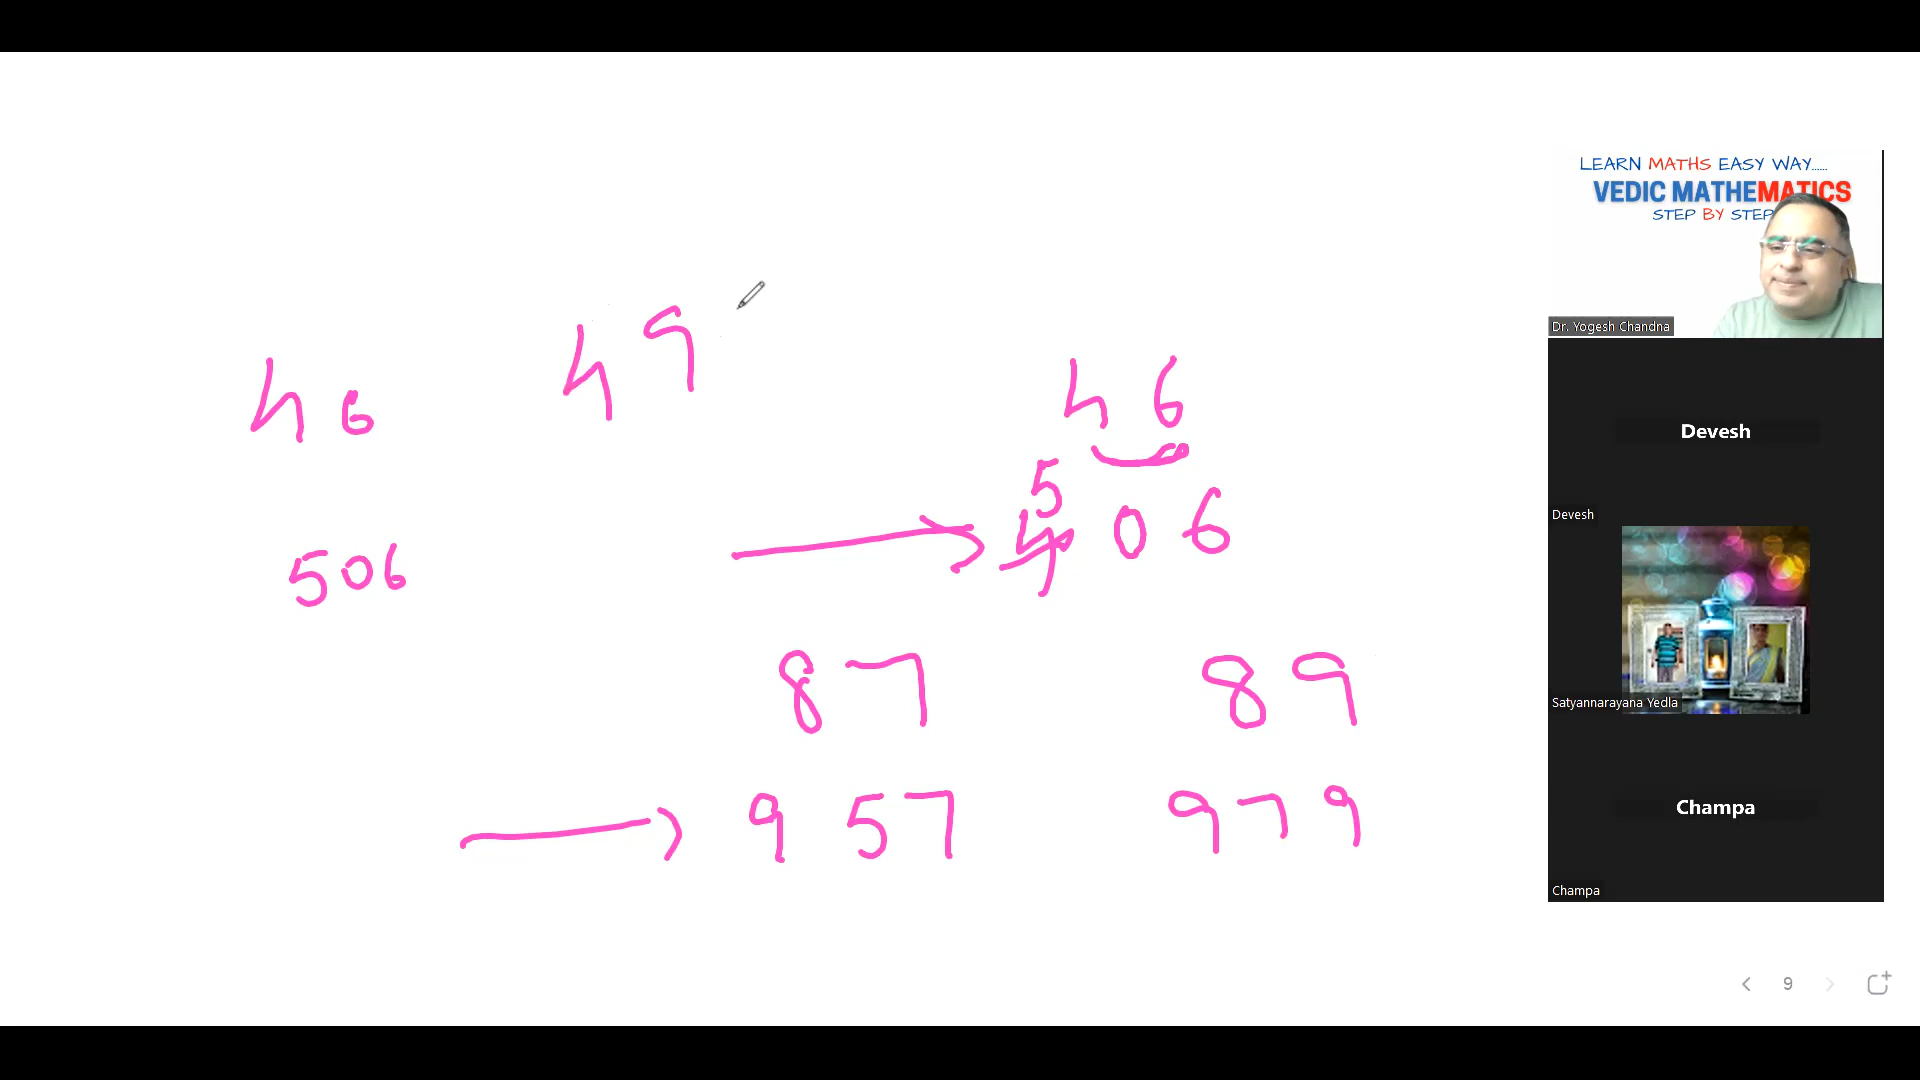 LEARN MATHS EASY WAY......
VEDIC MATHEMATICS
STEP BY STEP
Dr. Yogesh Chandna
49
46
46
5
506
406
87
89
957
979
Devesh
Devesh
Satyannarayana Yedla
Champa
Champa
9